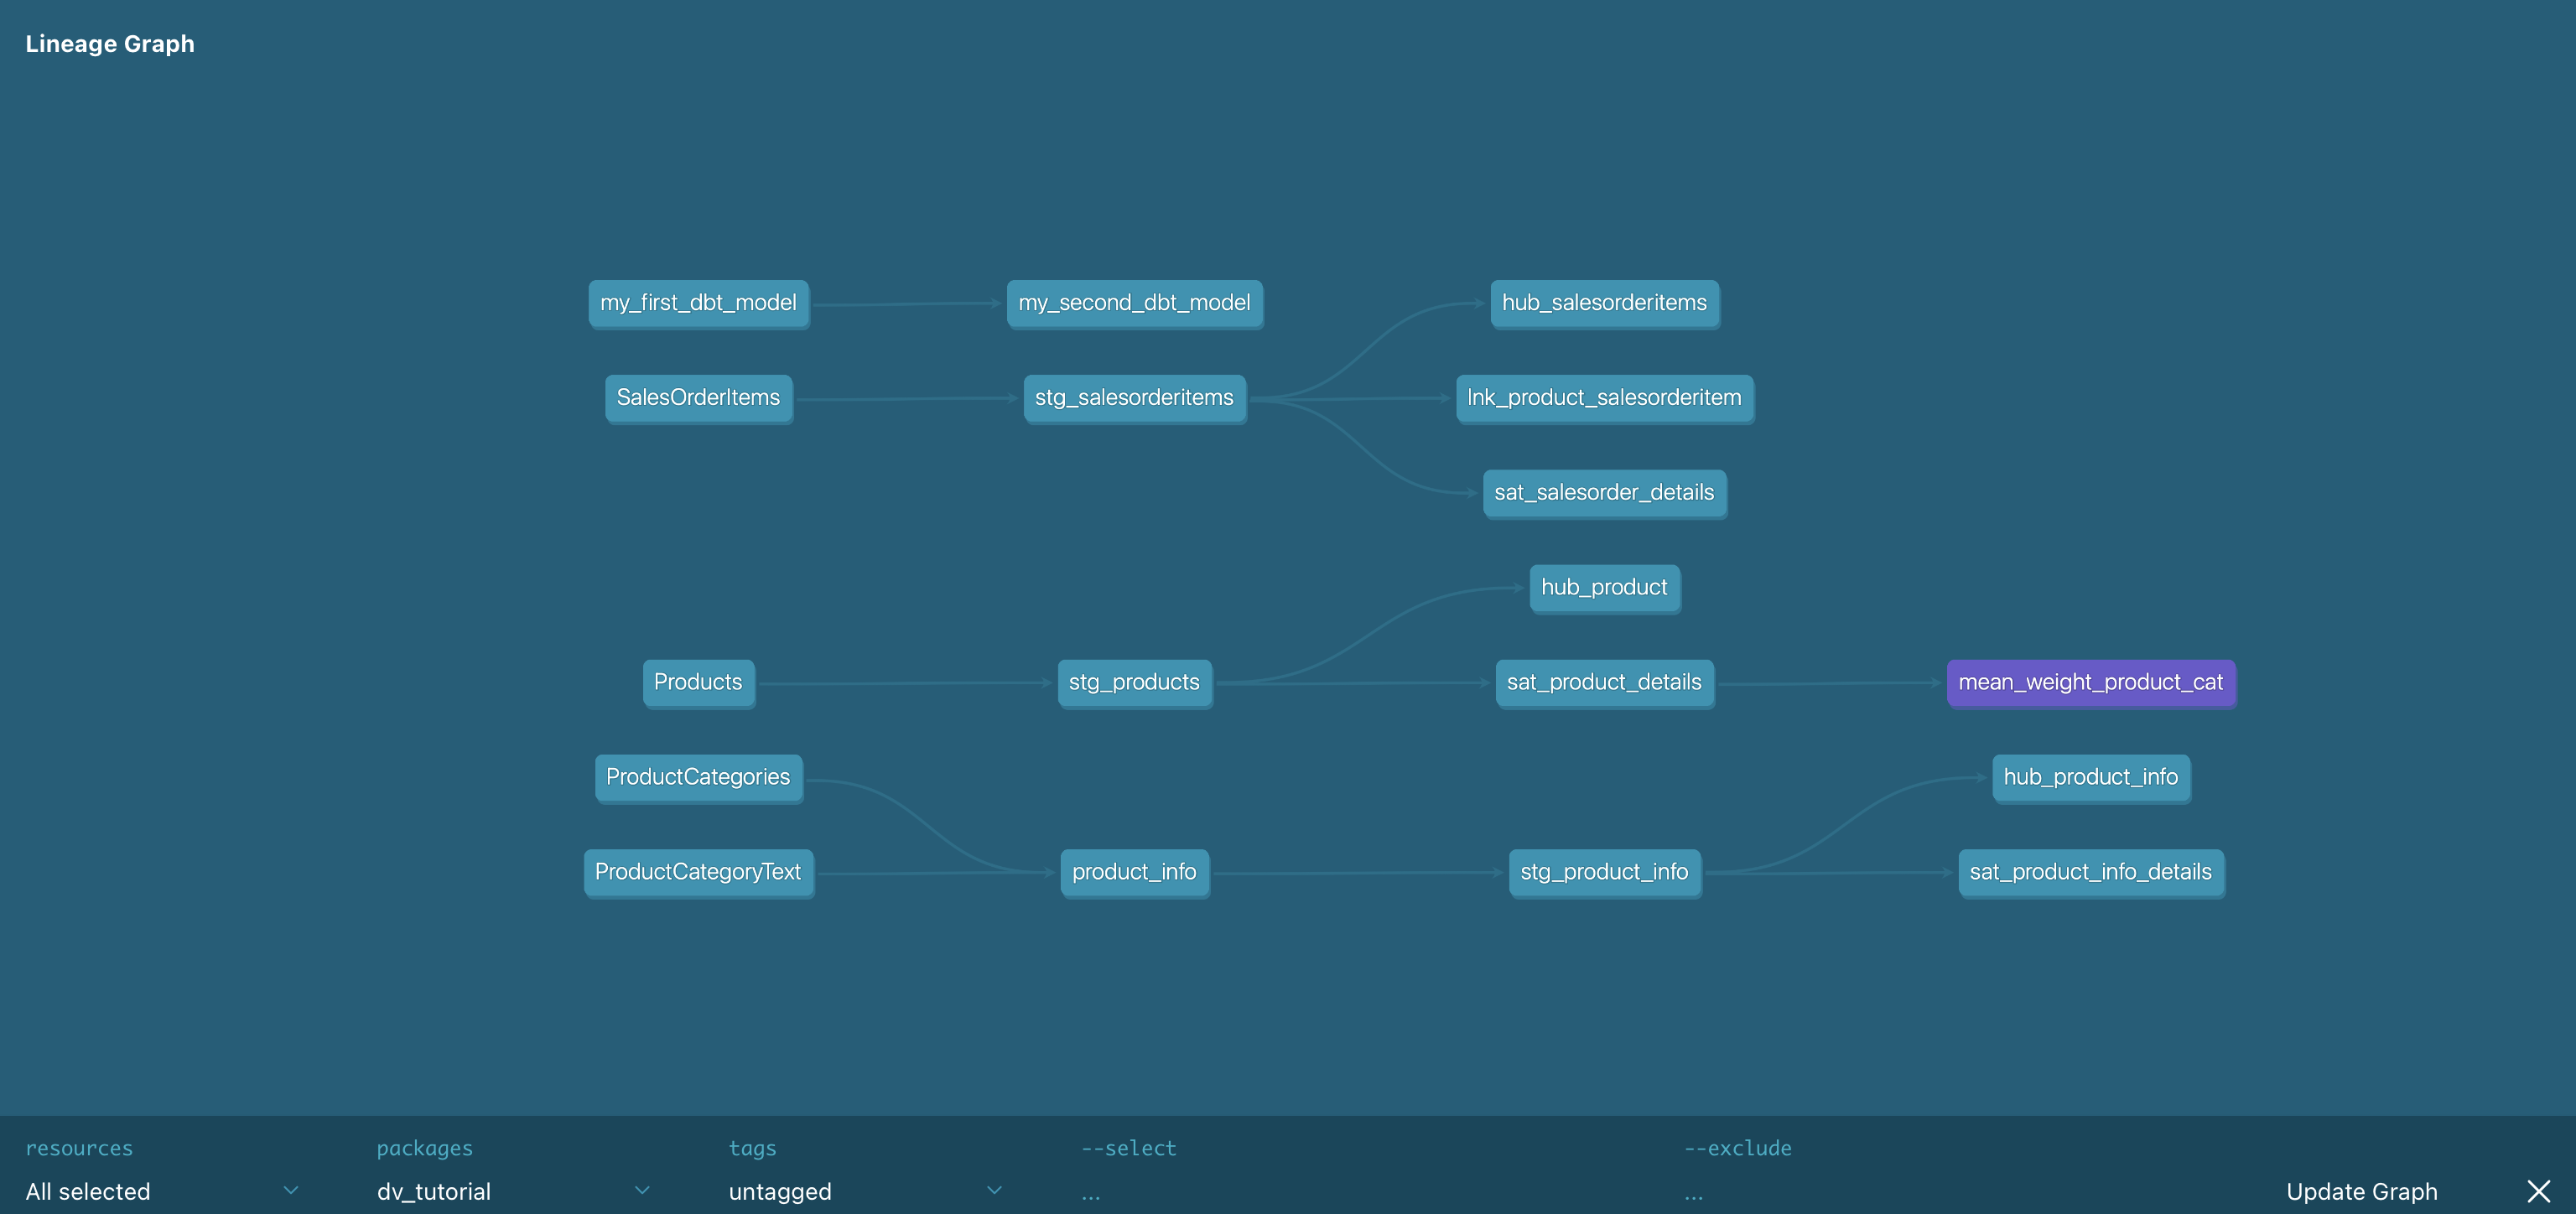 Lineage Graph
my_first_dbt_model
my_second_dbt_model
hub_salesorderitems
SalesOrderItems
stg_salesorderitems
lnk_product_salesorderitem
sat_salesorder_details
hub_product
Products
stg_products
sat_product_details
mean_weight_product_cat
ProductCategories
hub_product_info
ProductCategoryText
product_info
stg_product_info
sat_product_info_details
resources
packages
tags
--select
--exclude
All selected
dv_tutorial
untagged
...
...
Update Graph